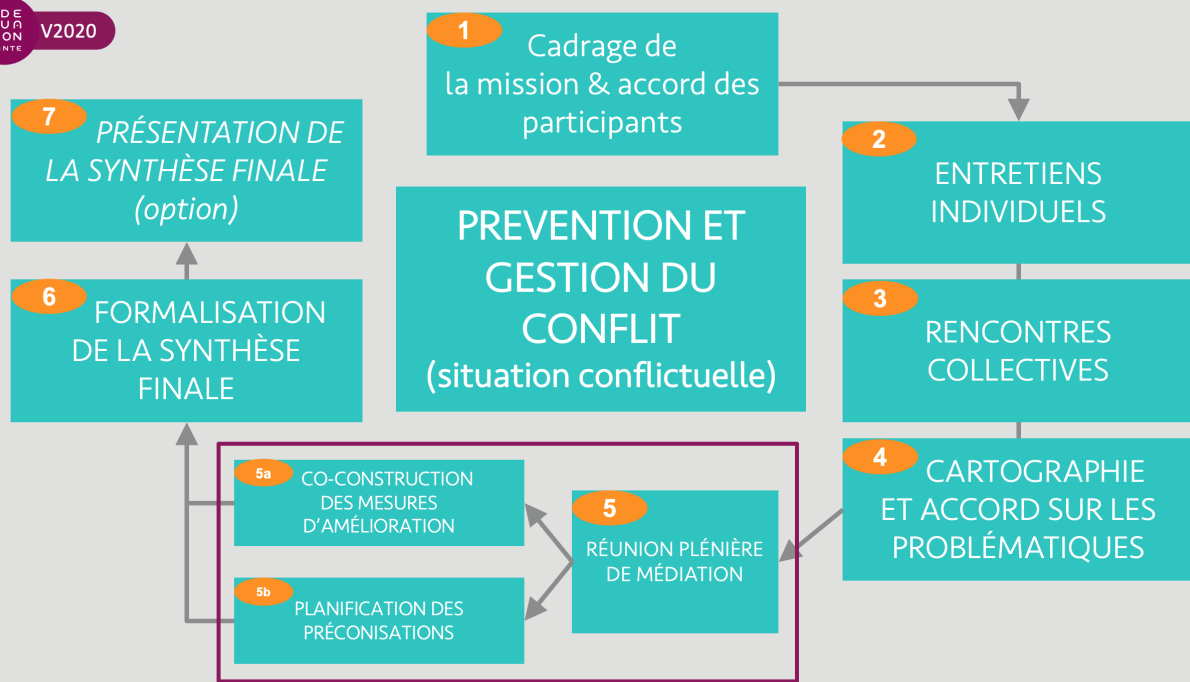 V2020
1
Cadrage de
la mission & accord des
participants
2
ENTRETIENS
INDIVIDUELS
3
RENCONTRES
COLLECTIVES
4
CARTOGRAPHIE
ET ACCORD SUR LES
PROBLÉMATIQUES
PREVENTION ET
GESTION DU
CONFLIT
(situation conflictuelle)
5
RÉUNION PLÉNIÈRE
DE MÉDIATION
5a
CO-CONSTRUCTION
DES MESURES
D'AMÉLIORATION
5b
PLANIFICATION DES
PRÉCONISATIONS
6
FORMALISATION
DE LA SYNTHÈSE
FINALE
7
PRÉSENTATION DE
LA SYNTHÈSE FINALE
(option)